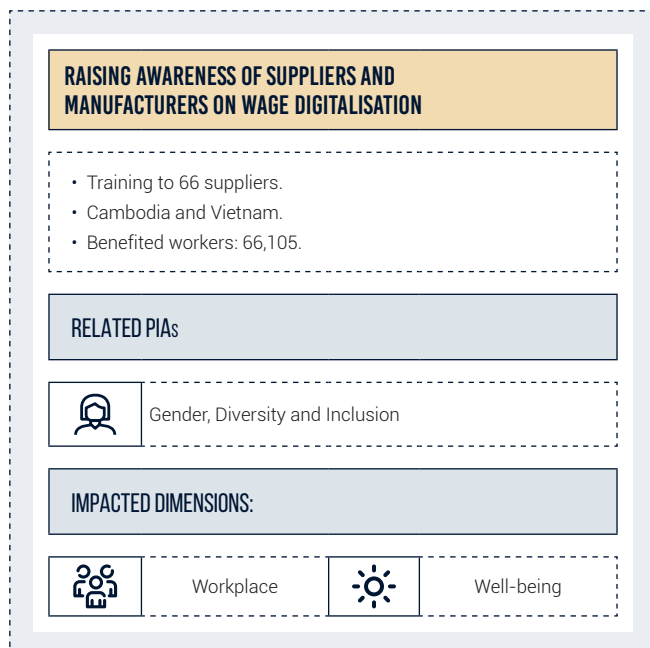 RAISING AWARENESS OF SUPPLIERS AND
MANUFACTURERS ON WAGE DIGITALISATION
• Training to 66 suppliers.
• Cambodia and Vietnam.
• Benefited workers: 66,105.
RELATED PIAs
Gender, Diversity and Inclusion
IMPACTED DIMENSIONS:
Workplace
Well-being